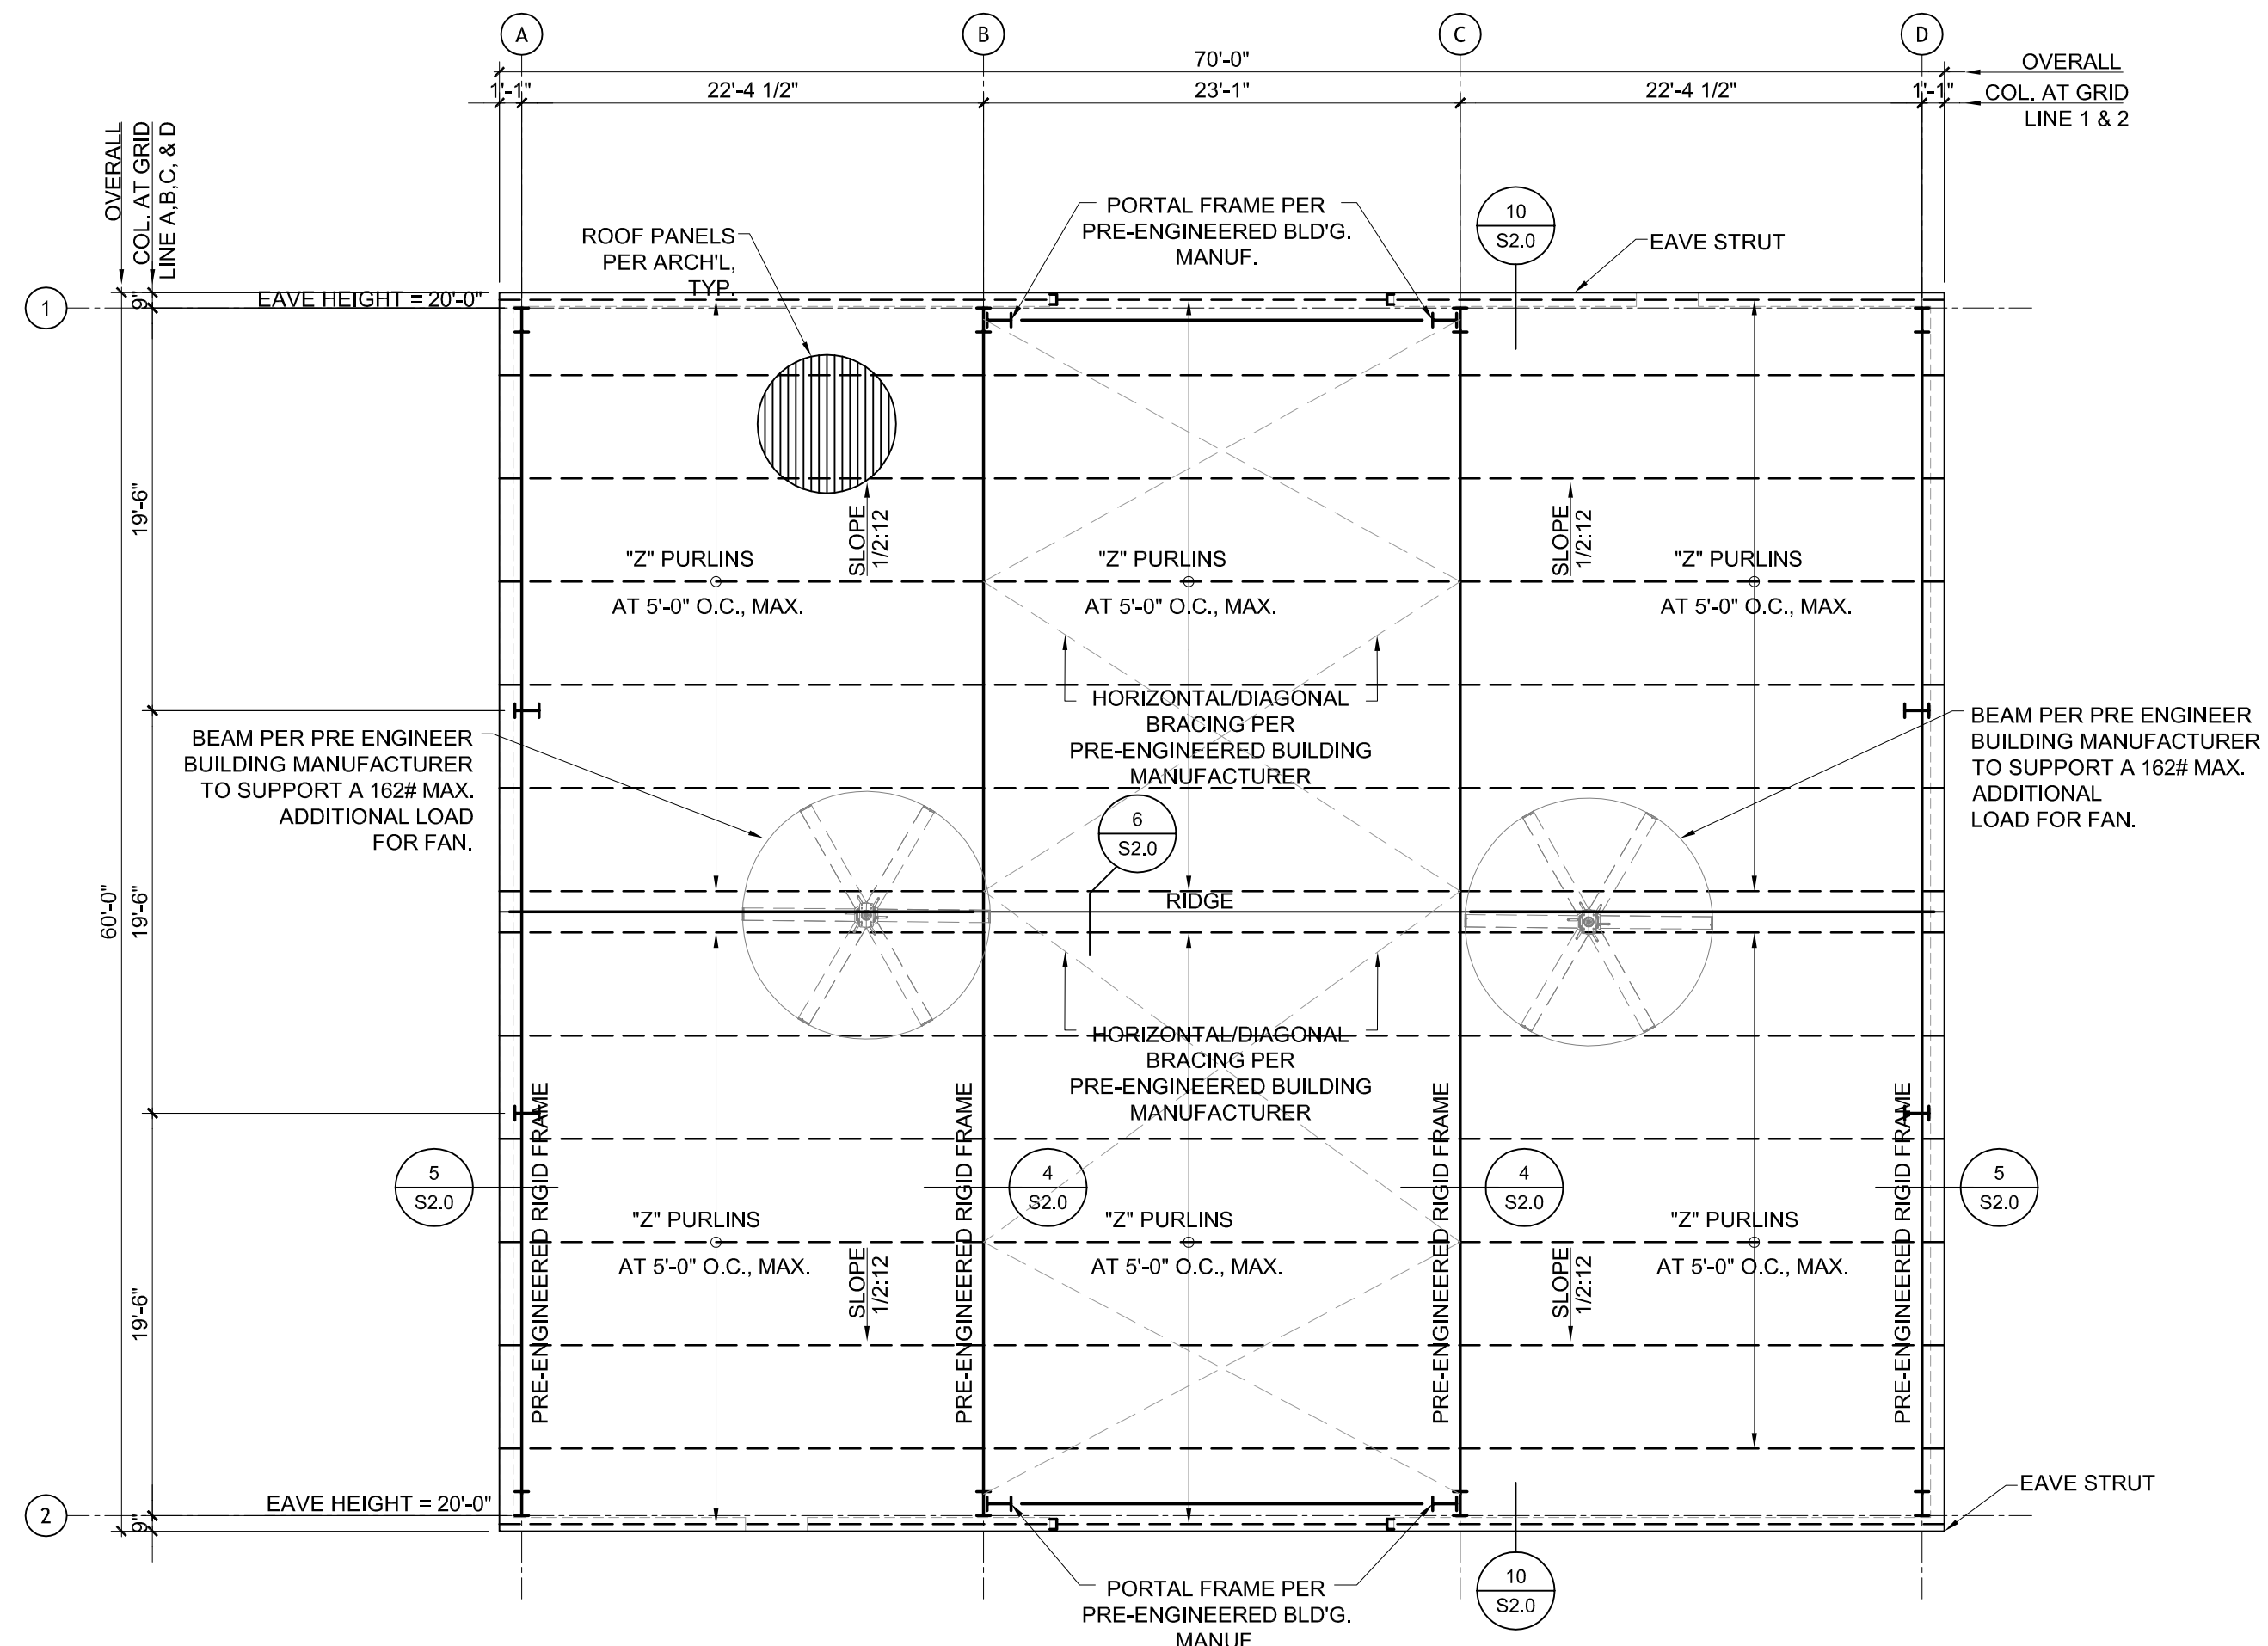 A
B
C
D
70'-0"
OVERALL
1'-1"
22'-4 1/2"
23'-1"
22'-4 1/2"
1'-1"
COL. AT GRID
LINE 1 & 2
OVERALL
COL. AT GRID
LINE A,B,C, & D
PORTAL FRAME PER
PRE-ENGINEERED BLD'G.
MANUF.
10
S2.0
EAVE STRUT
ROOF PANELS
PER ARCH'L,
TYP.
1
9"
EAVE HEIGHT = 20'-0"
19'-6"
SLOPE
1/2:12
SLOPE
1/2:12
"Z" PURLINS
AT 5'-0" O.C., MAX.
"Z" PURLINS
AT 5'-0" O.C., MAX.
"Z" PURLINS
AT 5'-0" O.C., MAX.
HORIZONTAL/DIAGONAL
BRACING PER
PRE-ENGINEERED BUILDING
MANUFACTURER
BEAM PER PRE ENGINEER
BUILDING MANUFACTURER
TO SUPPORT A 162# MAX.
ADDITIONAL LOAD
FOR FAN.
BEAM PER PRE ENGINEER
BUILDING MANUFACTURER
TO SUPPORT A 162# MAX.
ADDITIONAL
LOAD FOR FAN.
6
S2.0
60'-0"
19'-6"
RIDGE
HORIZONTAL/DIAGONAL
BRACING PER
PRE-ENGINEERED BUILDING
MANUFACTURER
PRE-ENGINEERED RIGID FRAME
PRE-ENGINEERED RIGID FRAME
PRE-ENGINEERED RIGID FRAME
PRE-ENGINEERED RIGID FRAME
5
S2.0
4
S2.0
4
S2.0
5
S2.0
"Z" PURLINS
AT 5'-0" O.C., MAX.
"Z" PURLINS
AT 5'-0" O.C., MAX.
"Z" PURLINS
AT 5'-0" O.C., MAX.
19'-6"
SLOPE
1/2:12
SLOPE
1/2:12
2
9"
EAVE HEIGHT = 20'-0"
EAVE STRUT
PORTAL FRAME PER
PRE-ENGINEERED BLD'G.
MANUF.
10
S2.0